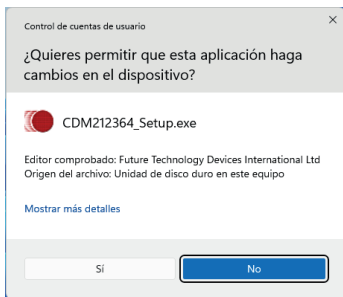 Control de cuentas de usuario
¿Quieres permitir que esta aplicación haga
cambios en el dispositivo?
CDM212364_Setup.exe
Editor comprobado: Future Technology Devices International Ltd
Origen del archivo: Unidad de disco duro en este equipo
Mostrar más detalles
Sí
No